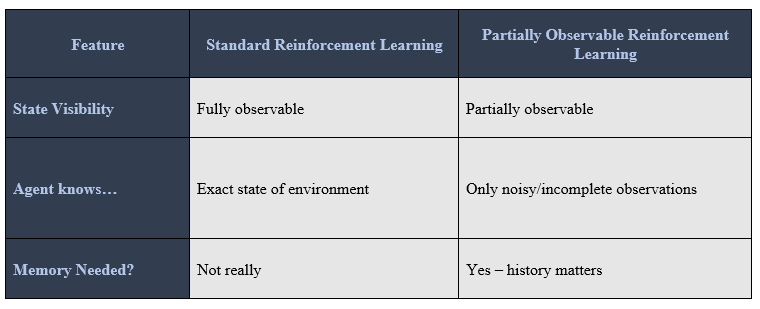 Feature
Standard Reinforcement Learning
Partially Observable Reinforcement
Learning
State Visibility
Fully observable
Partially observable
Agent knows…
Exact state of environment
Only noisy/incomplete observations
Memory Needed?
Not really
Yes – history matters